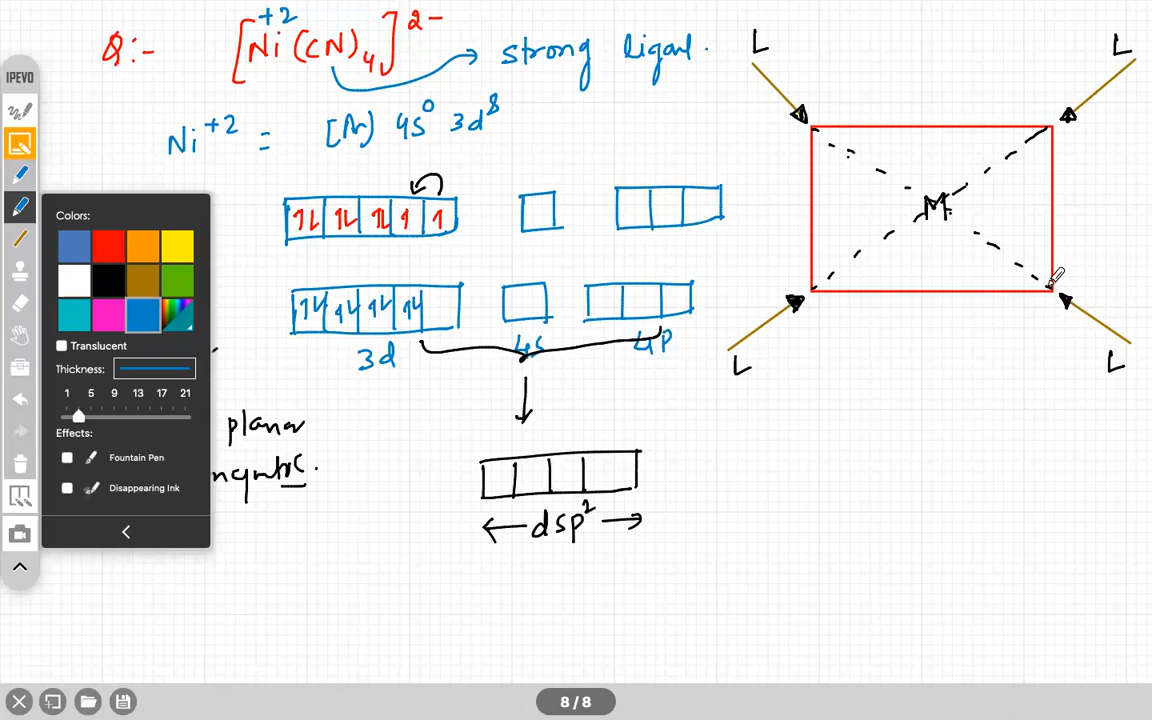 Q:- [Ni(CN)4]2-
+2
strong ligand.
Ni+2 = [Ar] 4s0 3d8
3d 4s 4p
planar
dsp2
L
L
M
L
L
IPEVO
Colors:
Translucent
Thickness:
1 5 9 13 17 21
Effects:
Fountain Pen
Disappearing Ink
8 / 8